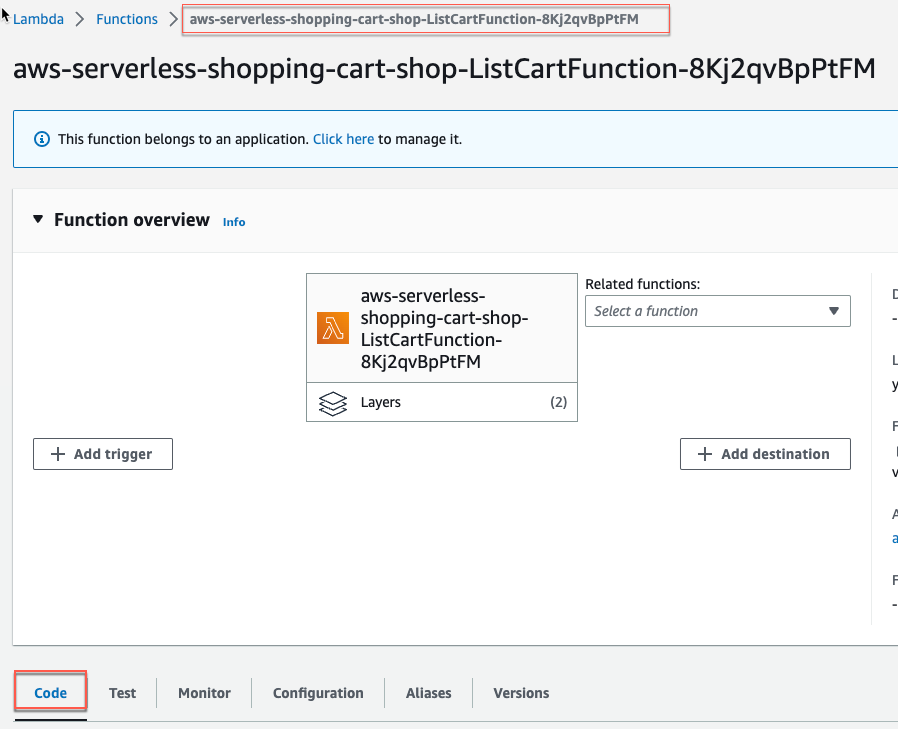 Lambda > Functions > aws-serverless-shopping-cart-shop-ListCartFunction-8Kj2qvBpPtFM
aws-serverless-shopping-cart-shop-ListCartFunction-8Kj2qvBpPtFM
This function belongs to an application. Click here to manage it.
Function overview Info
aws-serverless-
shopping-cart-shop-
ListCartFunction-
8Kj2qvBpPtFM
Layers (2)
Related functions:
Select a function
+ Add trigger
+ Add destination
Code Test Monitor Configuration Aliases Versions